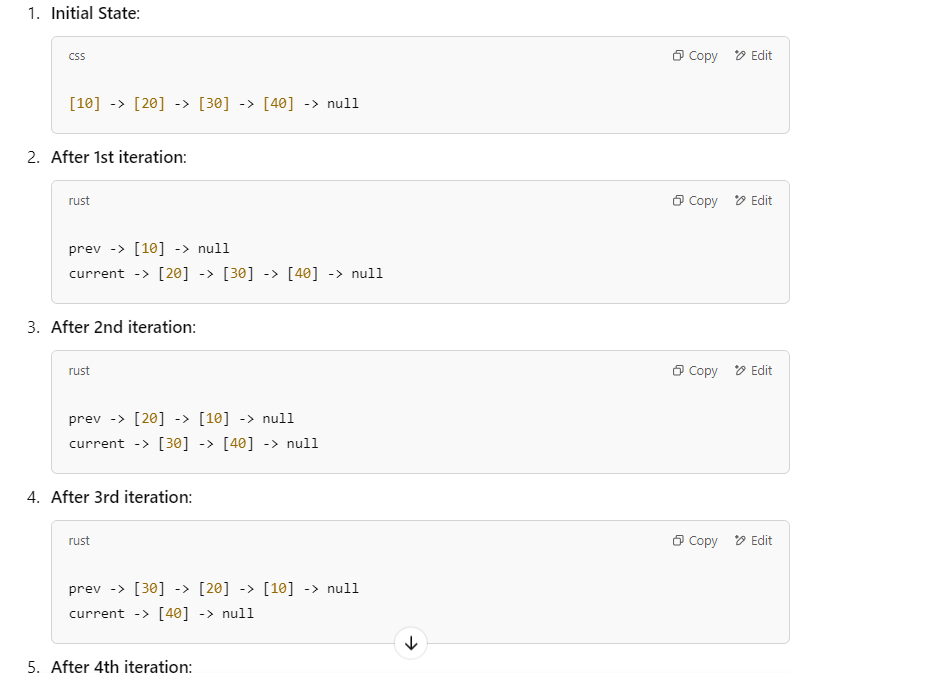 1. Initial State:
css
Copy Edit
[10] -> [20] -> [30] -> [40] -> null
2. After 1st iteration:
rust
Copy Edit
prev -> [10] -> null
current -> [20] -> [30] -> [40] -> null
3. After 2nd iteration:
rust
Copy Edit
prev -> [20] -> [10] -> null
current -> [30] -> [40] -> null
4. After 3rd iteration:
rust
Copy Edit
prev -> [30] -> [20] -> [10] -> null
current -> [40] -> null
5. After 4th iteration: